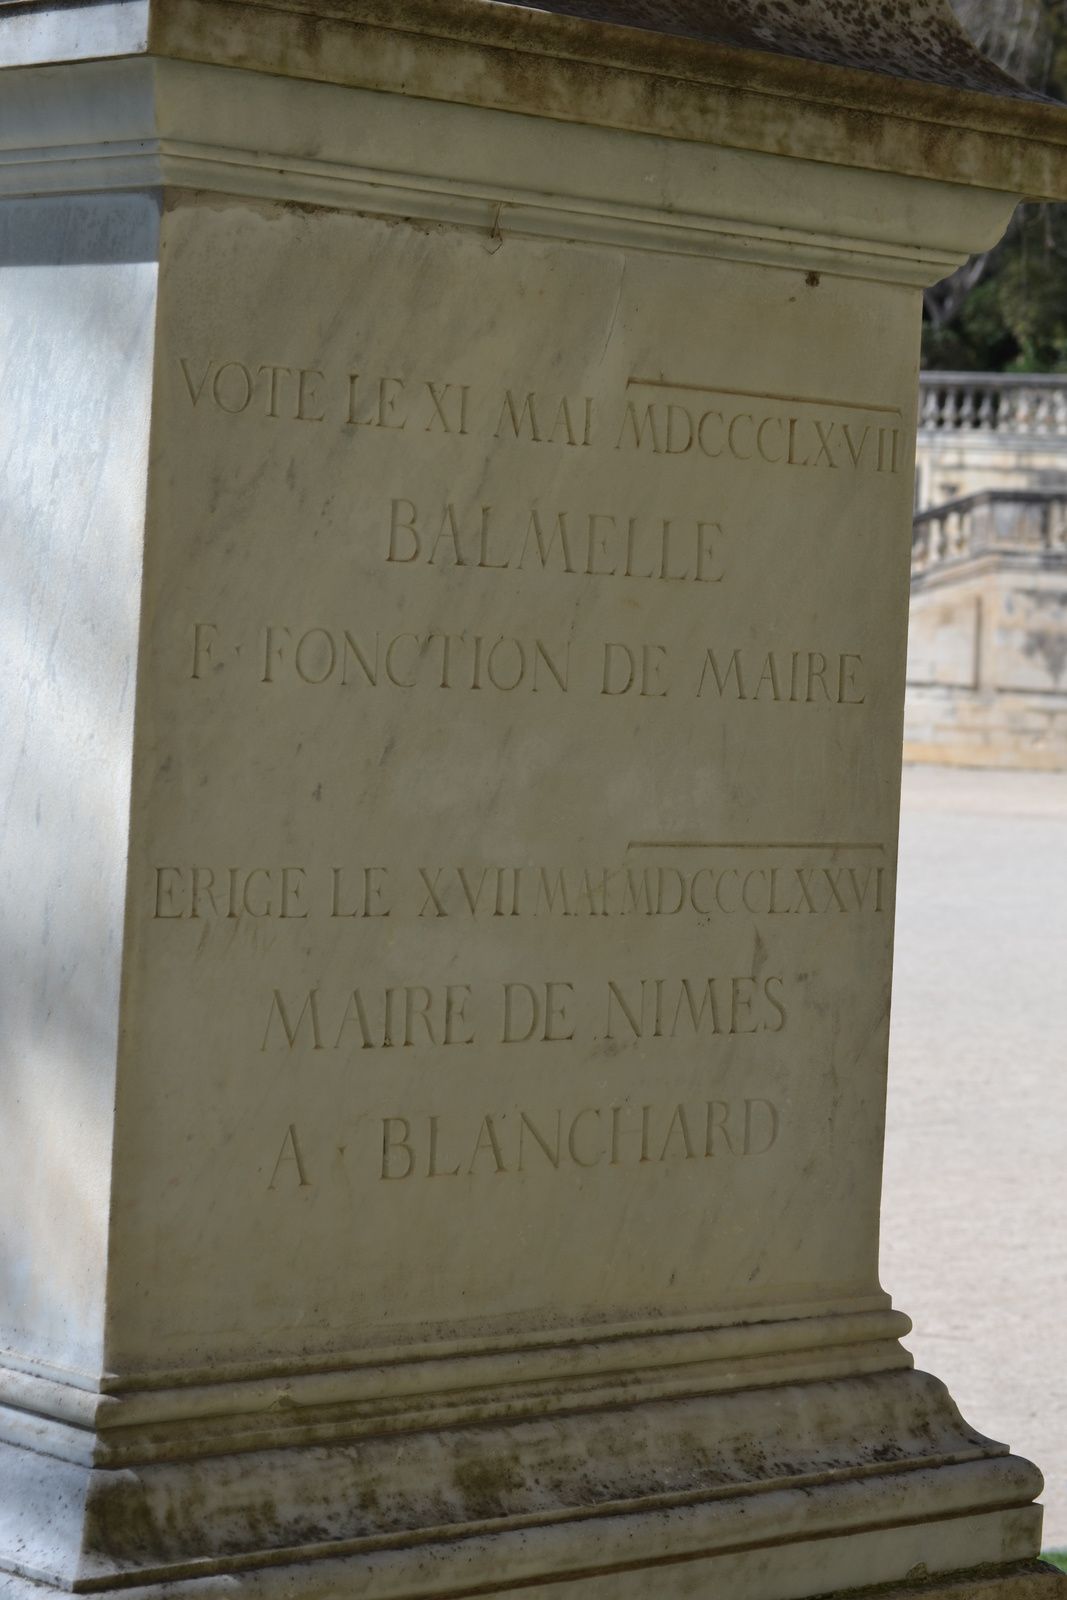 VOTE LE XI MAI MDCCCLXVII
BALMELLE
F · FONCTION DE MAIRE
ERIGE LE XVII MAI MDCCCLXXVI
MAIRE DE NIMES
A · BLANCHARD